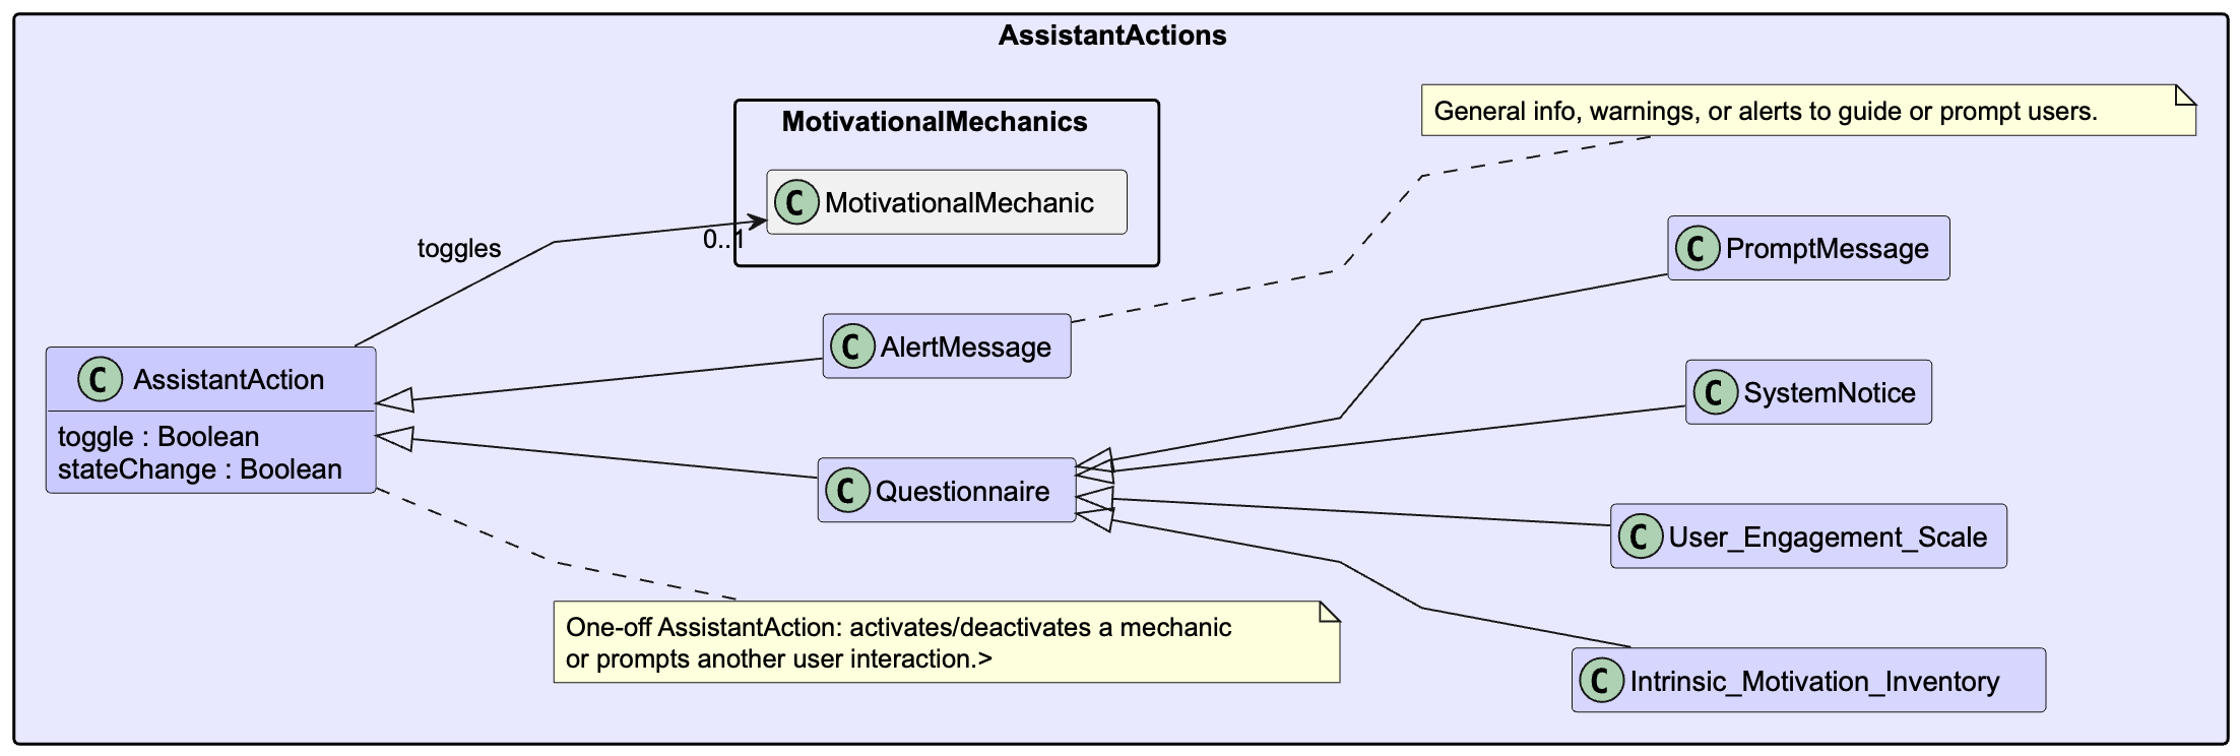 AssistantActions
MotivationalMechanics
General info, warnings, or alerts to guide or prompt users.
C MotivationalMechanic
toggles
0..1
C PromptMessage
C AlertMessage
C AssistantAction
toggle : Boolean
stateChange : Boolean
C SystemNotice
C Questionnaire
C User_Engagement_Scale
One-off AssistantAction: activates/deactivates a mechanic
or prompts another user interaction.>
C Intrinsic_Motivation_Inventory